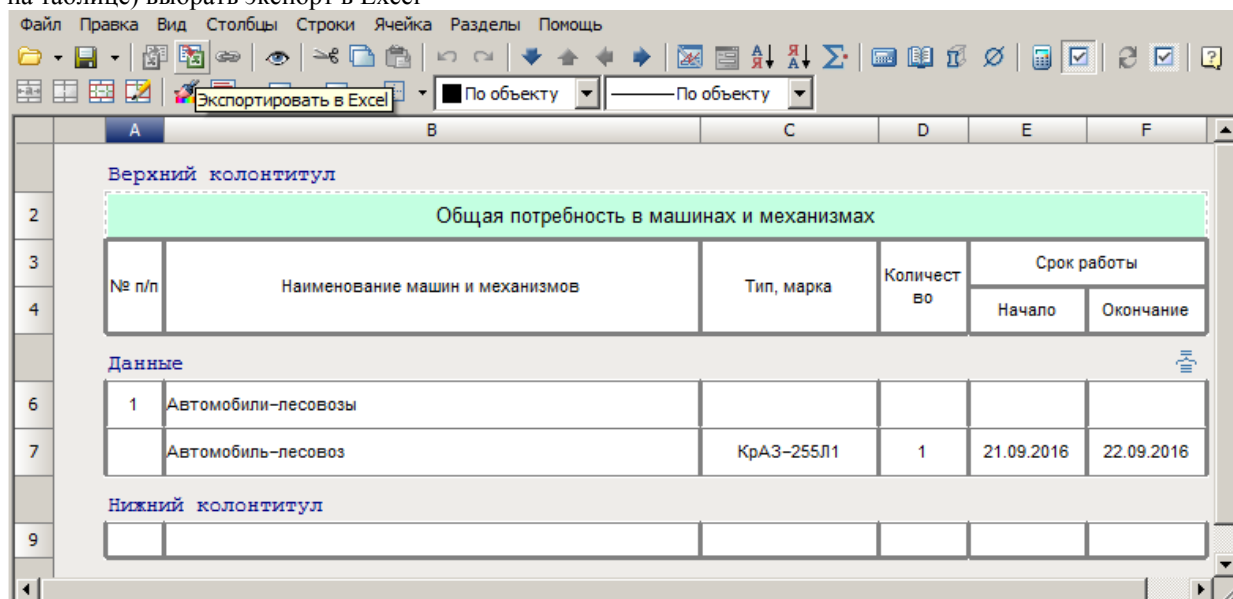 на таблице) выбрать экспорт в Excel
Файл Правка Вид Столбцы Строки Ячейка Разделы Помощь
Экспортировать в Excel По объекту По объекту
A B C D E F
Верхний колонтитул
2 Общая потребность в машинах и механизмах
3 № п/п Наименование машин и механизмов Тип, марка Количест Срок работы
4 во Начало Окончание
Данные
6 1 Автомобили-лесовозы
7 Автомобиль-лесовоз КрАЗ-255Л1 1 21.09.2016 22.09.2016
Нижний колонтитул
9